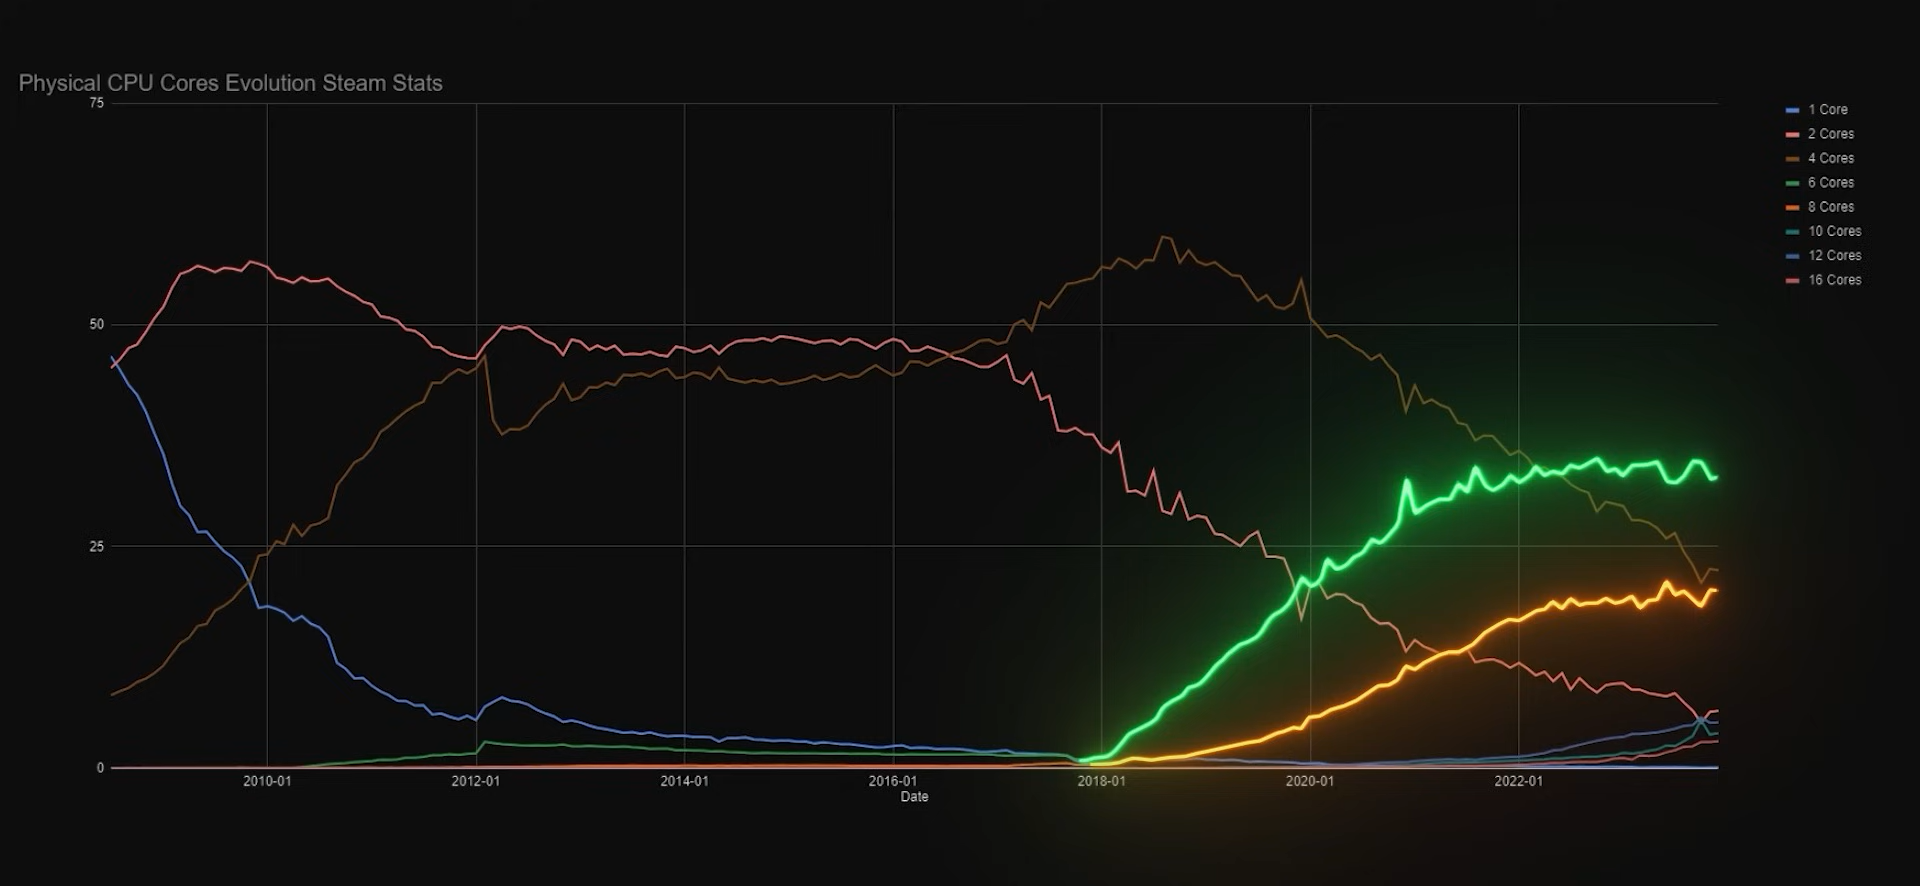 Physical CPU Cores Evolution Steam Stats
75
50
25
0
2010-01
2012-01
2014-01
2016-01
2018-01
2020-01
2022-01
Date
1 Core
2 Cores
4 Cores
6 Cores
8 Cores
10 Cores
12 Cores
16 Cores